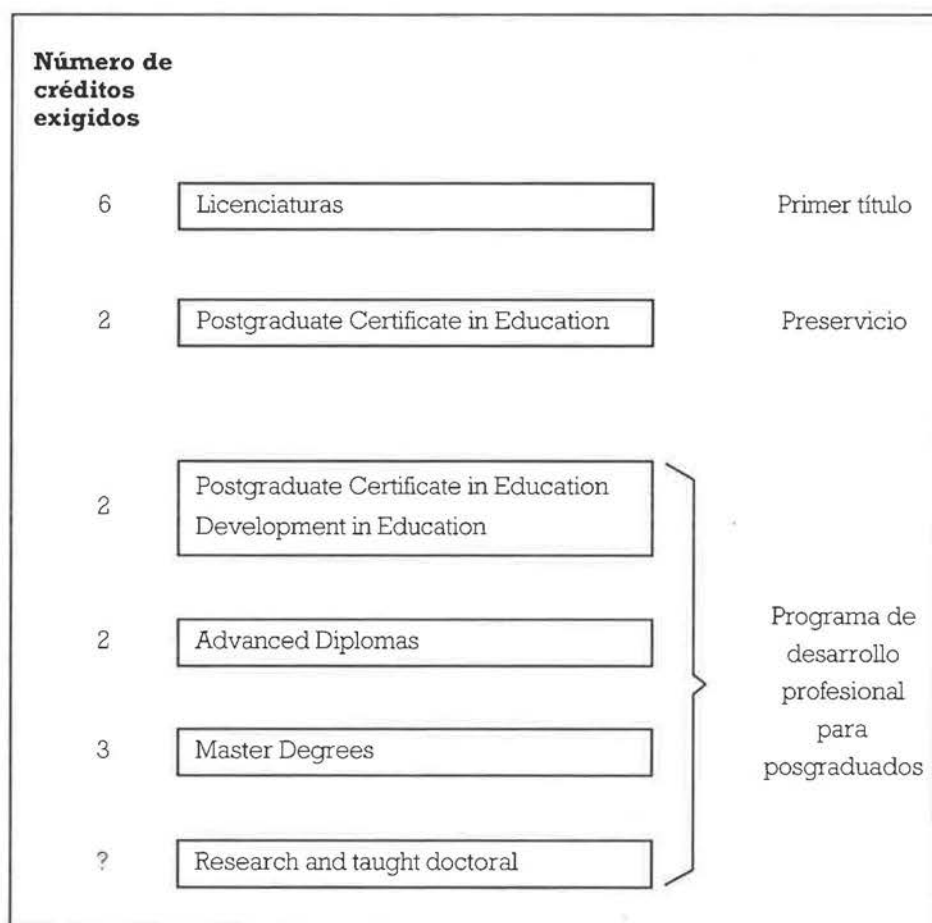 Número de
créditos
exigidos
6 Licenciaturas Primer título
2 Postgraduate Certificate in Education Preservicio
2 Postgraduate Certificate in Education
Development in Education
2 Advanced Diplomas
3 Master Degrees
? Research and taught doctoral
Programa de
desarrollo
profesional
para
posgraduados